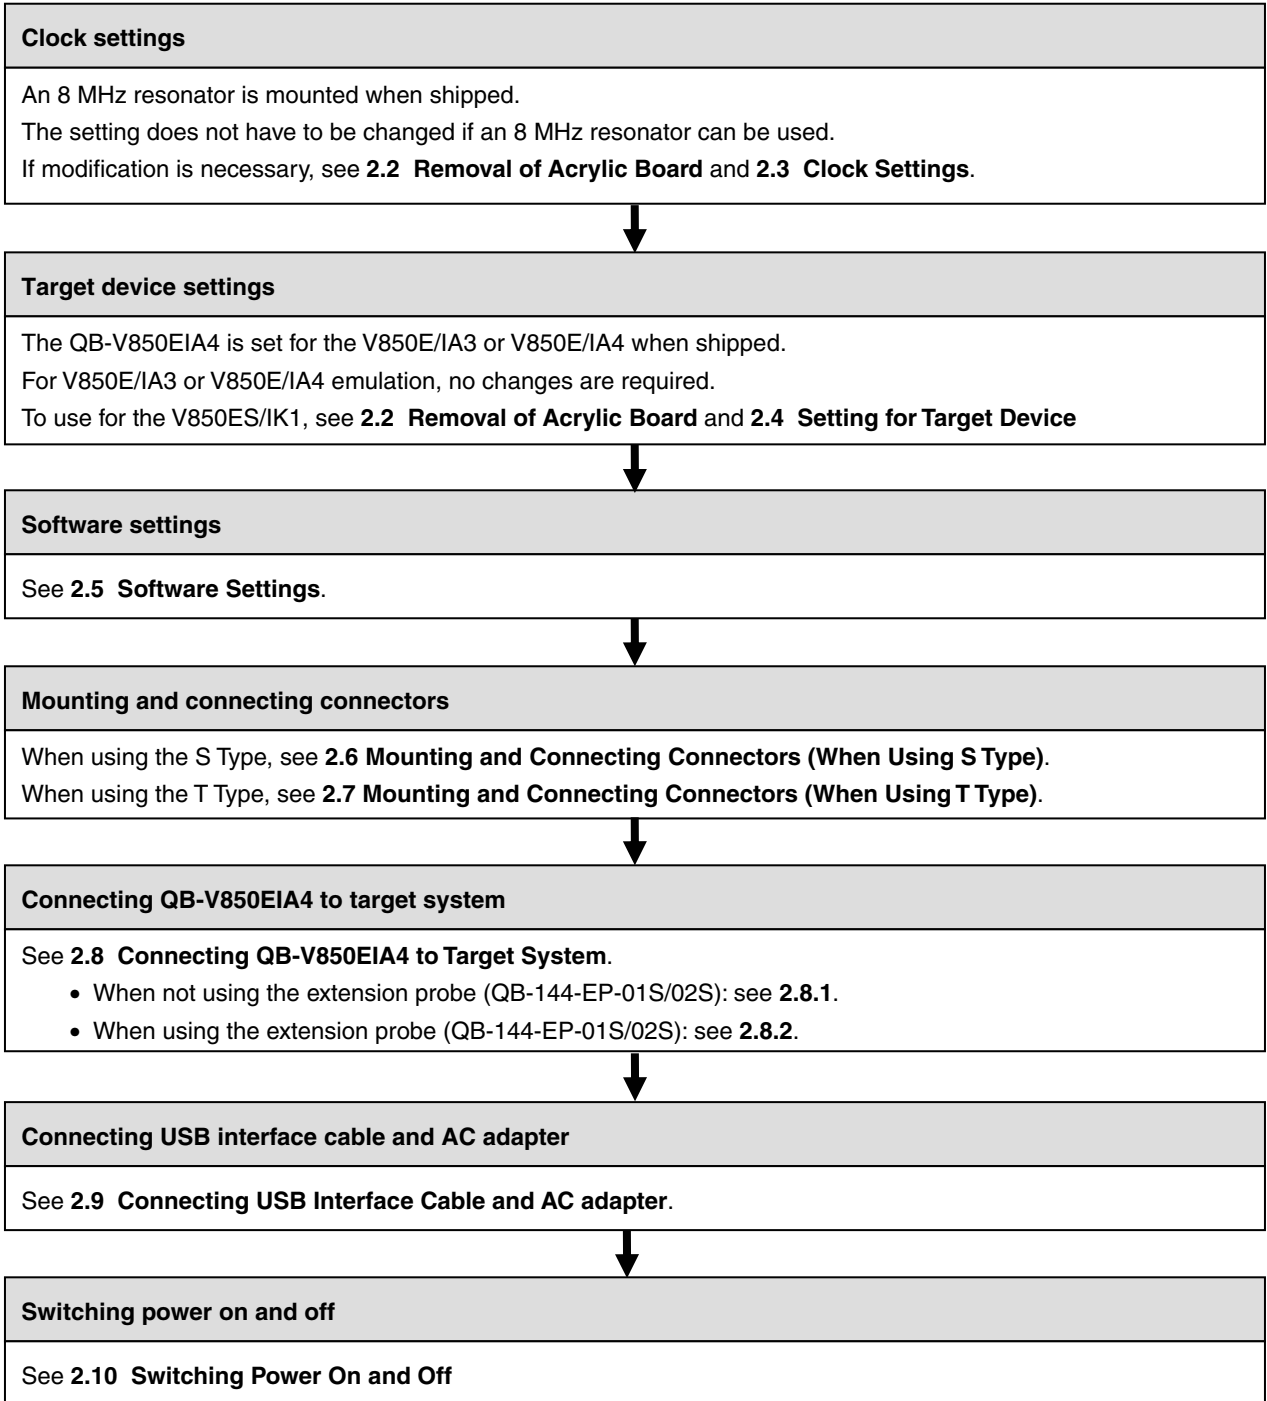 Clock settings
An 8 MHz resonator is mounted when shipped.
The setting does not have to be changed if an 8 MHz resonator can be used.
If modification is necessary, see 2.2 Removal of Acrylic Board and 2.3 Clock Settings.
Target device settings
The QB-V850EIA4 is set for the V850E/IA3 or V850E/IA4 when shipped.
For V850E/IA3 or V850E/IA4 emulation, no changes are required.
To use for the V850ES/IK1, see 2.2 Removal of Acrylic Board and 2.4 Setting for Target Device
Software settings
See 2.5 Software Settings.
Mounting and connecting connectors
When using the S Type, see 2.6 Mounting and Connecting Connectors (When Using S Type).
When using the T Type, see 2.7 Mounting and Connecting Connectors (When Using T Type).
Connecting QB-V850EIA4 to target system
See 2.8 Connecting QB-V850EIA4 to Target System.
• When not using the extension probe (QB-144-EP-01S/02S): see 2.8.1.
• When using the extension probe (QB-144-EP-01S/02S): see 2.8.2.
Connecting USB interface cable and AC adapter
See 2.9 Connecting USB Interface Cable and AC adapter.
Switching power on and off
See 2.10 Switching Power On and Off